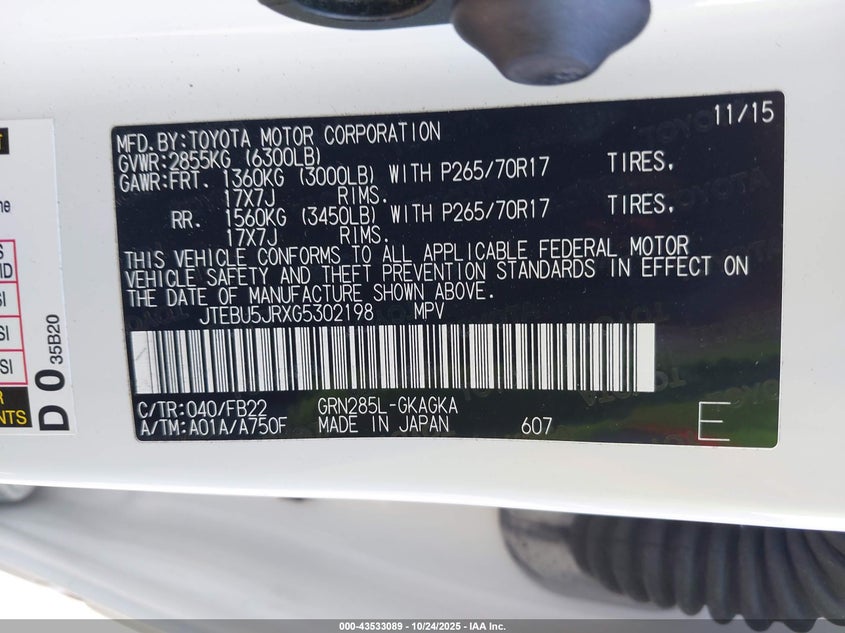 11/15
MFD.BY:TOYOTA MOTOR CORPORATION
GVWR:2855KG (6300LB)
GAWR:FRT. 1360KG (3000LB) WITH P265/70R17 TIRES.
17X7J RIMS.
RR. 1560KG (3450LB) WITH P265/70R17 TIRES.
17X7J RIMS.
THIS VEHICLE CONFORMS TO ALL APPLICABLE FEDERAL MOTOR
VEHICLE SAFETY AND THEFT PREVENTION STANDARDS IN EFFECT ON
THE DATE OF MANUFACTURE SHOWN ABOVE.
JTEBU5JRXG5302198 MPV
C/TR:040/FB22 GRN285L-GKAGKA
A/TM:A01A/A750F MADE IN JAPAN 607 E
D 0 35B20
000-43533089 - 10/24/2025 - IAA Inc.